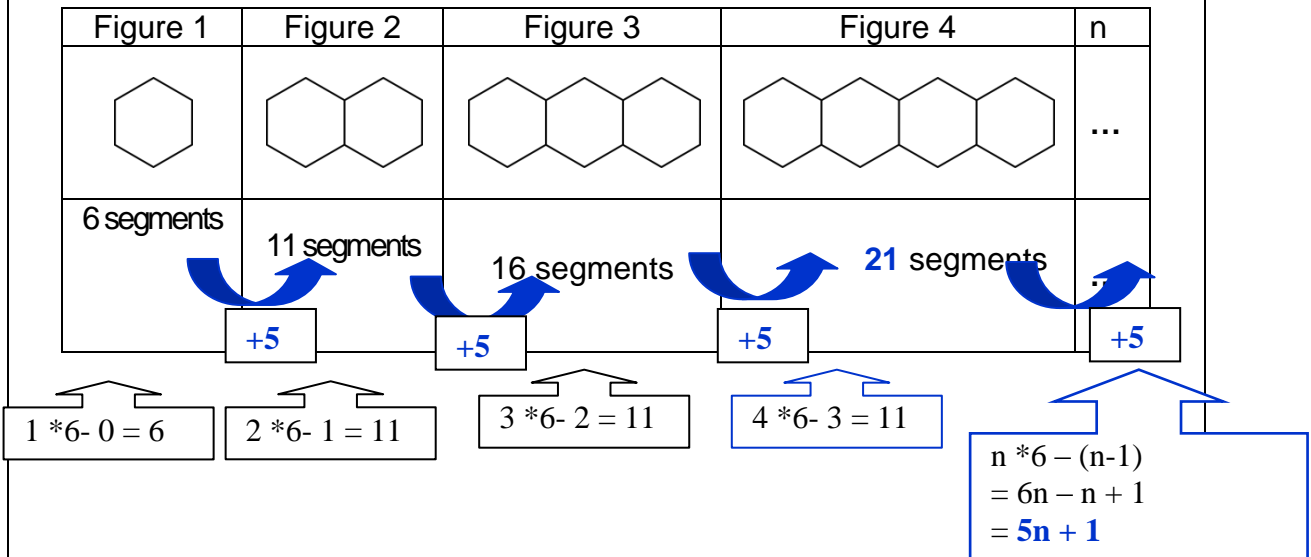 Figure 1 Figure 2 Figure 3 Figure 4 n
...
6 segments 11 segments 16 segments 21 segments ...
+5 +5 +5 +5
1 *6- 0 = 6 2 *6- 1 = 11 3 *6- 2 = 11 4 *6- 3 = 11
n *6 – (n-1)
= 6n – n + 1
= 5n + 1